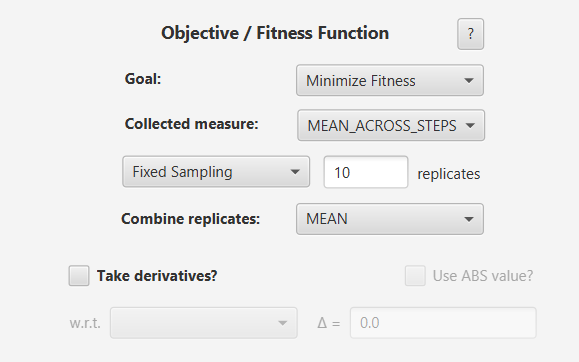 Objective / Fitness Function ?
Goal: Minimize Fitness
Collected measure: MEAN_ACROSS_STEPS
Fixed Sampling 10 replicates
Combine replicates: MEAN
Take derivatives? Use ABS value?
w.r.t. Δ = 0.0